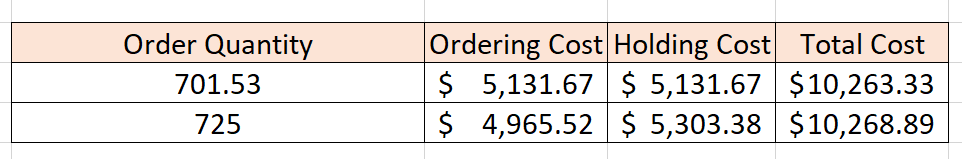 Order Quantity Ordering Cost Holding Cost Total Cost
701.53 $ 5,131.67 $ 5,131.67 $10,263.33
725 $ 4,965.52 $ 5,303.38 $10,268.89